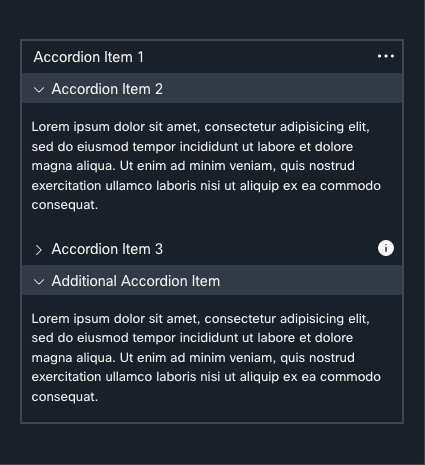 Accordion Item 1
Accordion Item 2
Lorem ipsum dolor sit amet, consectetur adipisicing elit,
sed do eiusmod tempor incididunt ut labore et dolore
magna aliqua. Ut enim ad minim veniam, quis nostrud
exercitation ullamco laboris nisi ut aliquip ex ea commodo
consequat.
Accordion Item 3
Additional Accordion Item
Lorem ipsum dolor sit amet, consectetur adipisicing elit,
sed do eiusmod tempor incididunt ut labore et dolore
magna aliqua. Ut enim ad minim veniam, quis nostrud
exercitation ullamco laboris nisi ut aliquip ex ea commodo
consequat.